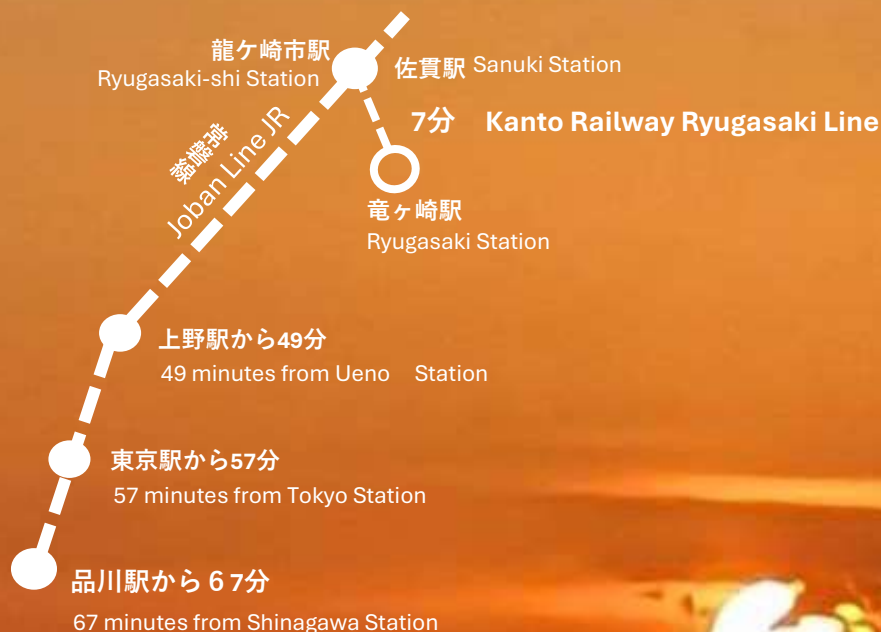 龍ケ崎市駅
Ryugasaki-shi Station
佐貫駅 Sanuki Station
7分 Kanto Railway Ryugasaki Line
常磐線
Joban Line JR
竜ヶ崎駅
Ryugasaki Station
上野駅から49分
49 minutes from Ueno Station
東京駅から57分
57 minutes from Tokyo Station
品川駅から６7分
67 minutes from Shinagawa Station